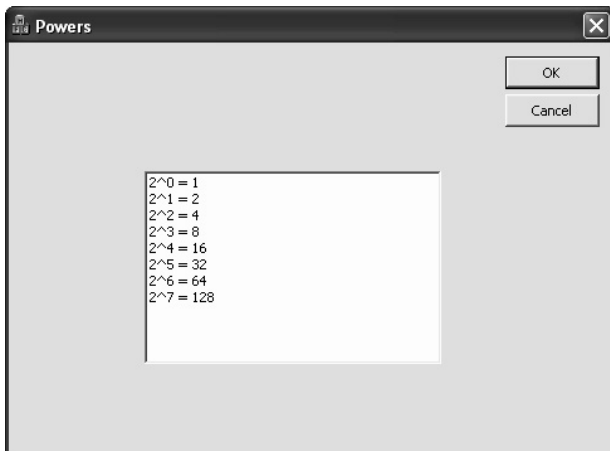 Powers
OK
Cancel
2^0 = 1
2^1 = 2
2^2 = 4
2^3 = 8
2^4 = 16
2^5 = 32
2^6 = 64
2^7 = 128